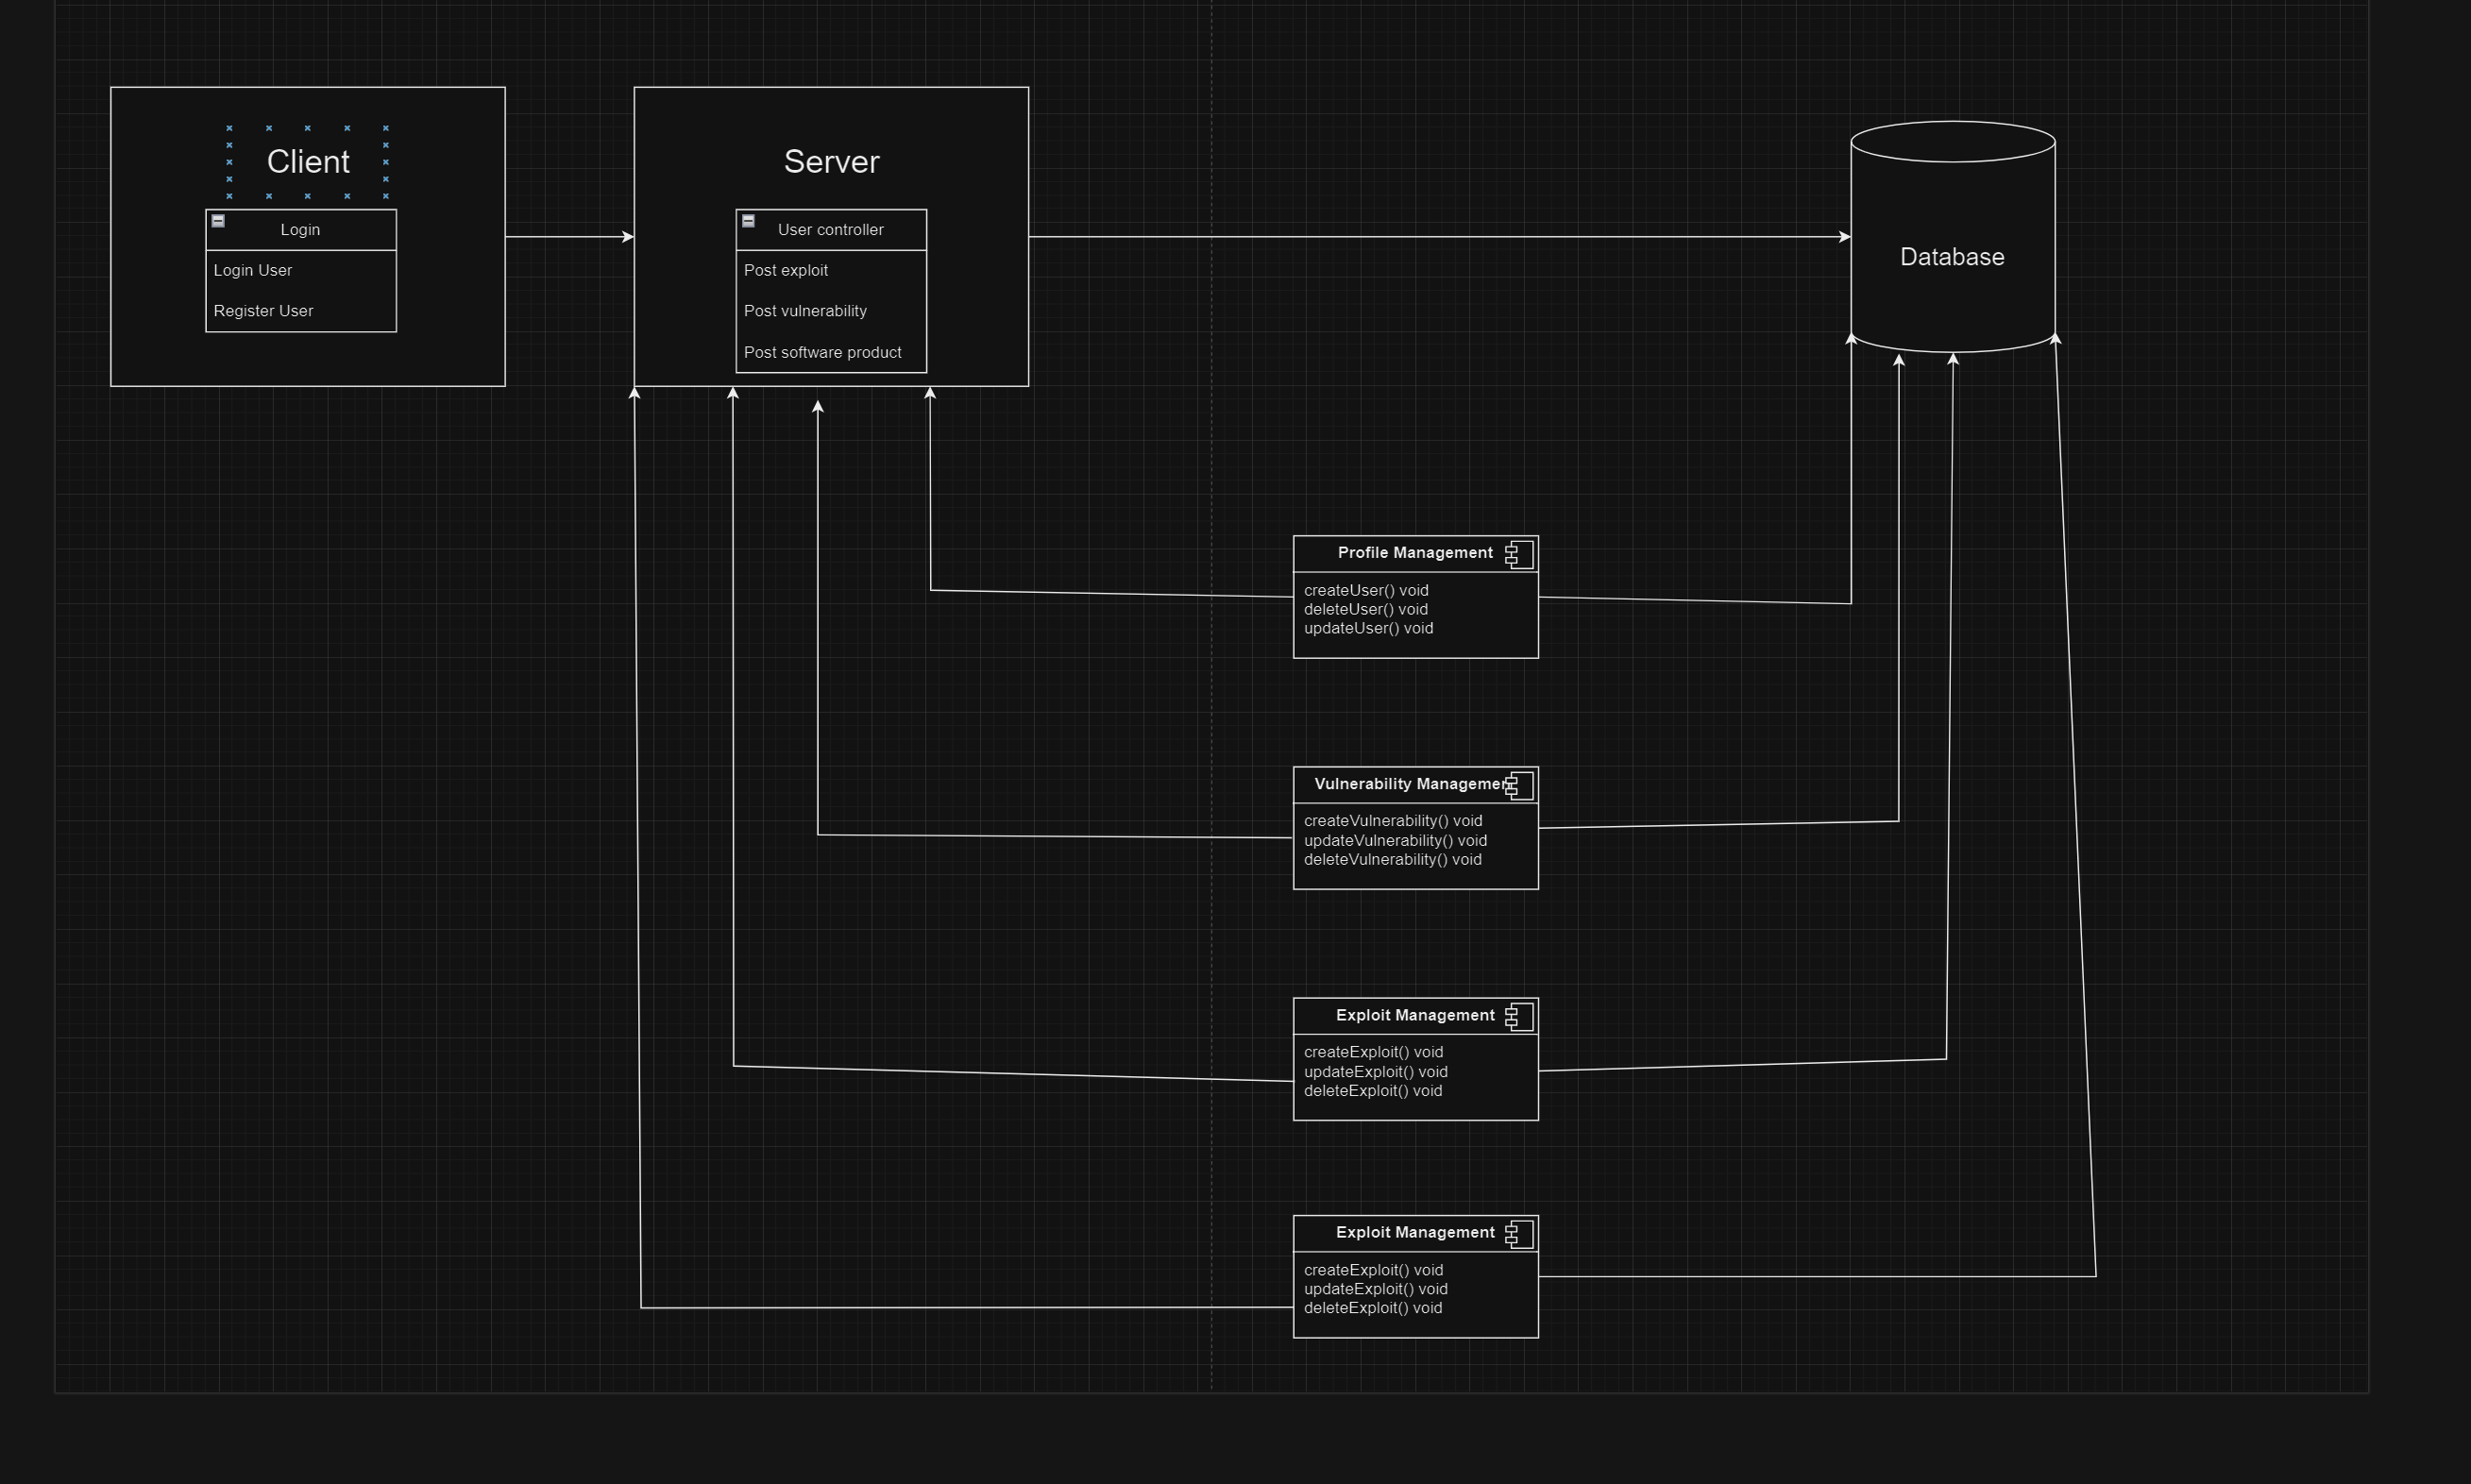 Client
Login
Login User
Register User
Server
User controller
Post exploit
Post vulnerability
Post software product
Database
Profile Management
createUser() void
deleteUser() void
updateUser() void
Vulnerability Managemen
createVulnerability() void
updateVulnerability() void
deleteVulnerability() void
Exploit Management
createExploit() void
updateExploit() void
deleteExploit() void
Exploit Management
createExploit() void
updateExploit() void
deleteExploit() void